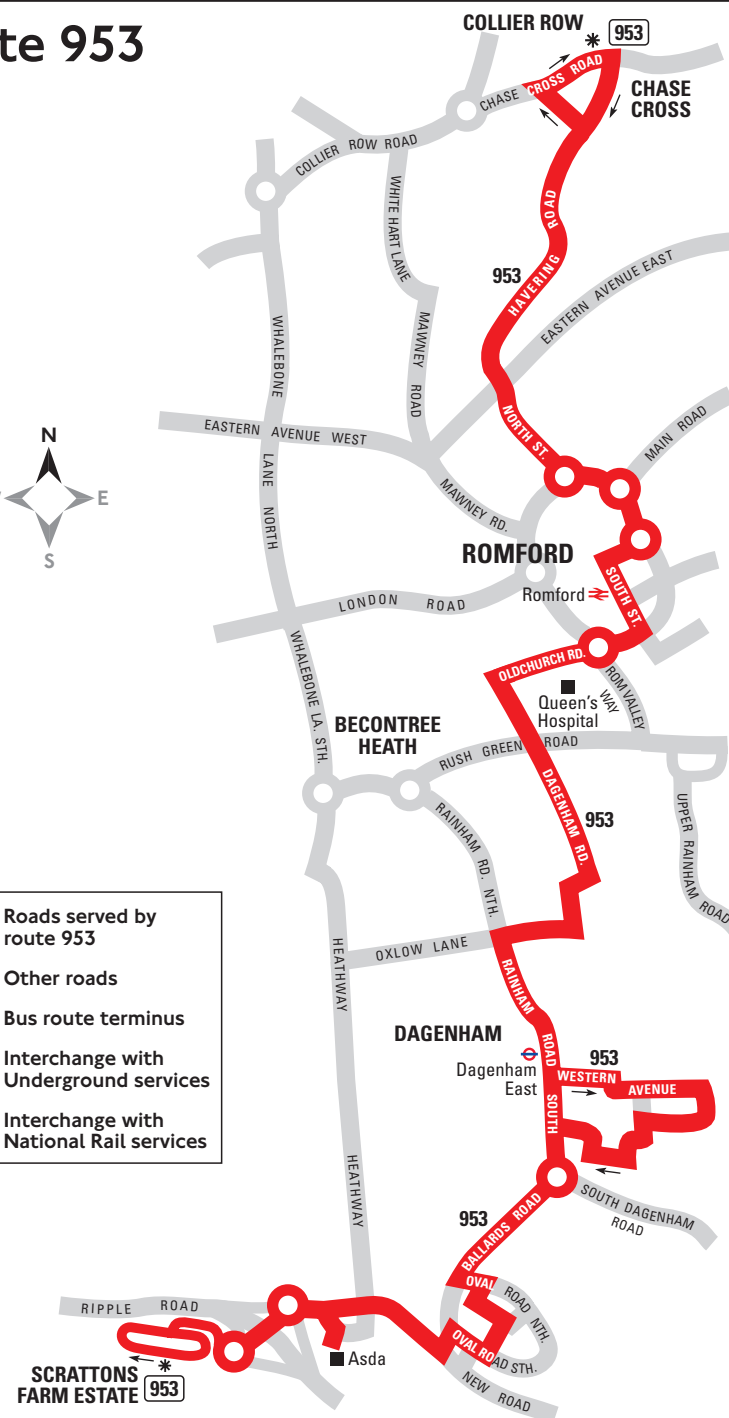 te 953
COLLIER ROW
953
CHASE CROSS ROAD
CHASE
CROSS
COLLIER ROW ROAD
WHITE HART LANE
HAVERING ROAD
953
EASTERN AVENUE EAST
WHALEBONE LANE NORTH
MAWNEY ROAD
EASTERN AVENUE WEST
NORTH ST.
MAIN ROAD
N
E
S
MAWNEY RD.
ROMFORD
Romford
SOUTH ST.
LONDON ROAD
WHALEBONE LA. STH.
OLDCHURCH RD.
ROM VALLEY
WAY
Queen's
Hospital
BECONTREE
HEATH
RUSH GREEN ROAD
DAGENHAM RD.
953
RAINHAM RD. NTH.
UPPER RAINHAM ROAD
Roads served by
route 953
Other roads
Bus route terminus
Interchange with
Underground services
Interchange with
National Rail services
HEATHWAY
OXLOW LANE
RAINHAM ROAD SOUTH
DAGENHAM
Dagenham
East
953
WESTERN AVENUE
HEATHWAY
953
BALLARDS ROAD
SOUTH DAGENHAM
ROAD
OVAL ROAD NTH.
RIPPLE ROAD
OVAL ROAD STH.
Asda
NEW ROAD
SCRATTONS
FARM ESTATE
953